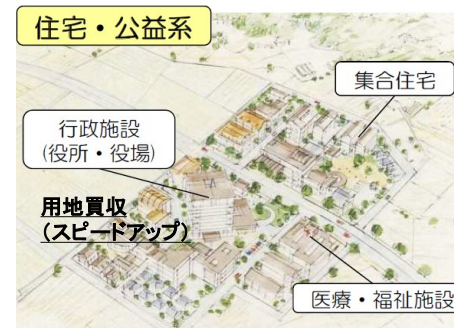 住宅・公益系
集合住宅
行政施設
(役所・役場)
用地買収
（スピードアップ）
医療・福祉施設